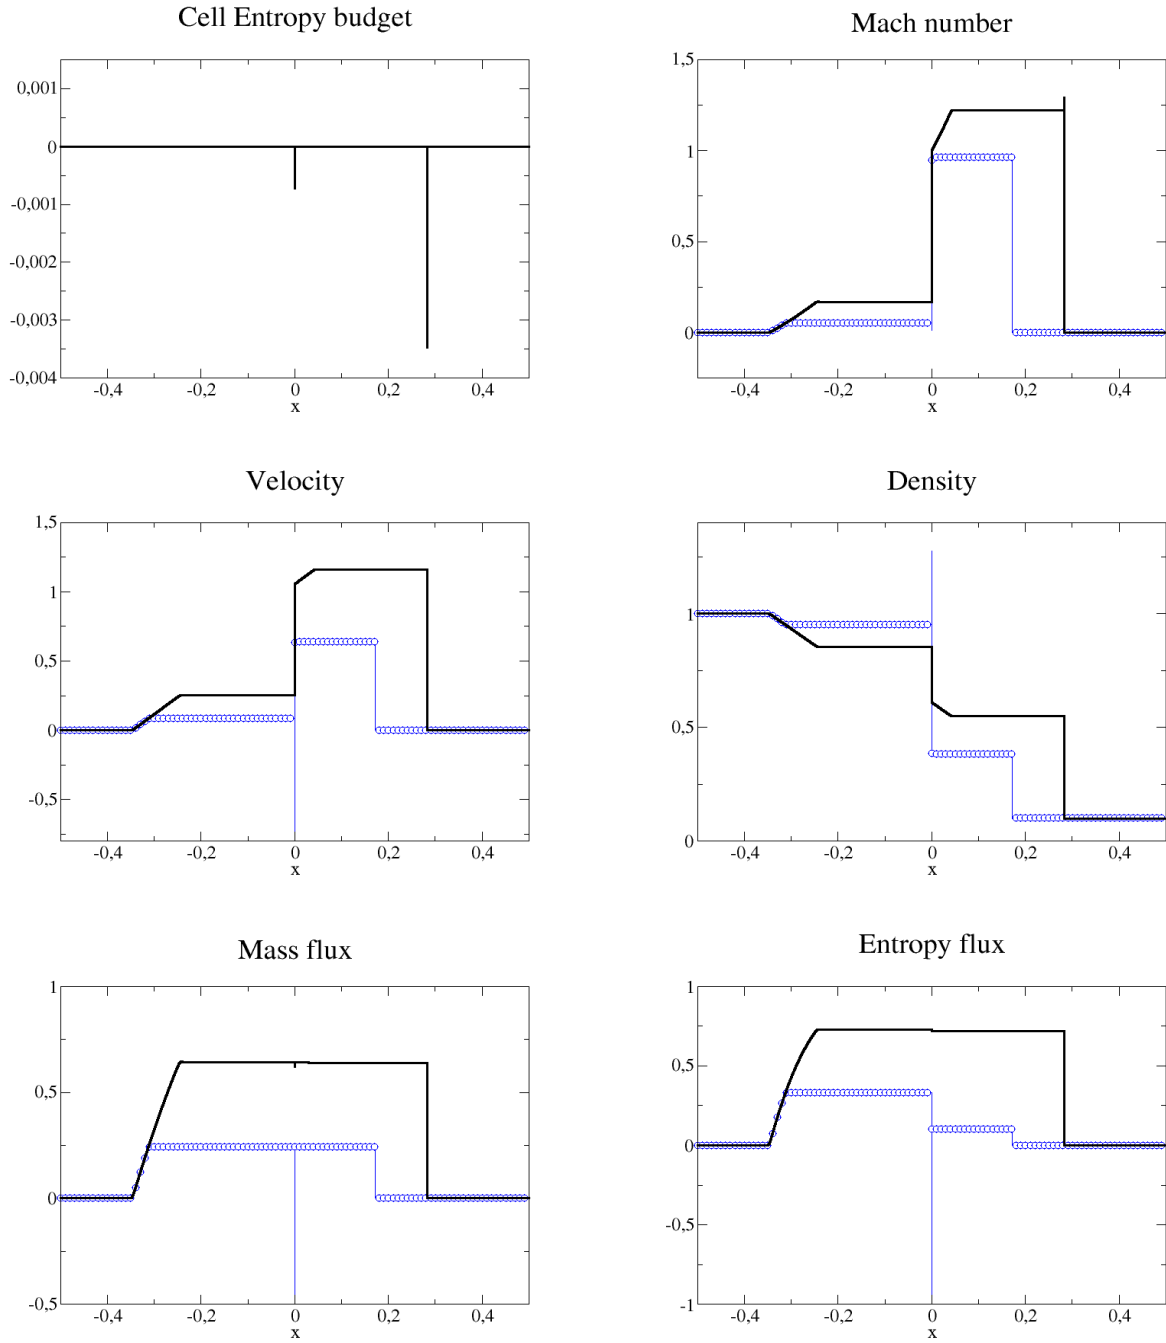 Cell Entropy budget
0,001
0
-0,001
-0,002
-0,003
-0,004
-0,4 -0,2 0 0,2 0,4
x
Mach number
1,5
1
0,5
0
-0,4 -0,2 0 0,2 0,4
x
Velocity
1,5
1
0,5
0
-0,5
-0,4 -0,2 0 0,2 0,4
x
Density
1
0,5
0
-0,4 -0,2 0 0,2 0,4
x
Mass flux
1
0,5
0
-0,5
-0,4 -0,2 0 0,2 0,4
x
Entropy flux
1
0,5
0
-0,5
-1
-0,4 -0,2 0 0,2 0,4
x